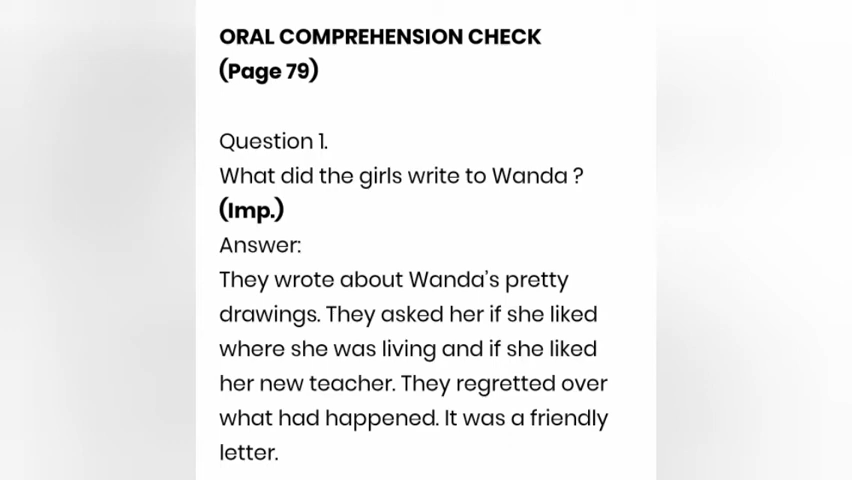 ORAL COMPREHENSION CHECK
(Page 79)
Question 1.
What did the girls write to Wanda ?
(Imp.)
Answer:
They wrote about Wanda's pretty
drawings. They asked her if she liked
where she was living and if she liked
her new teacher. They regretted over
what had happened. It was a friendly
letter.